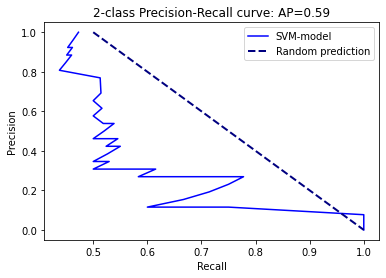 2-class Precision-Recall curve: AP=0.59
SVM-model
Random prediction
1.0
0.8
0.6
0.4
0.2
0.0
Precision
0.5 0.6 0.7 0.8 0.9 1.0
Recall